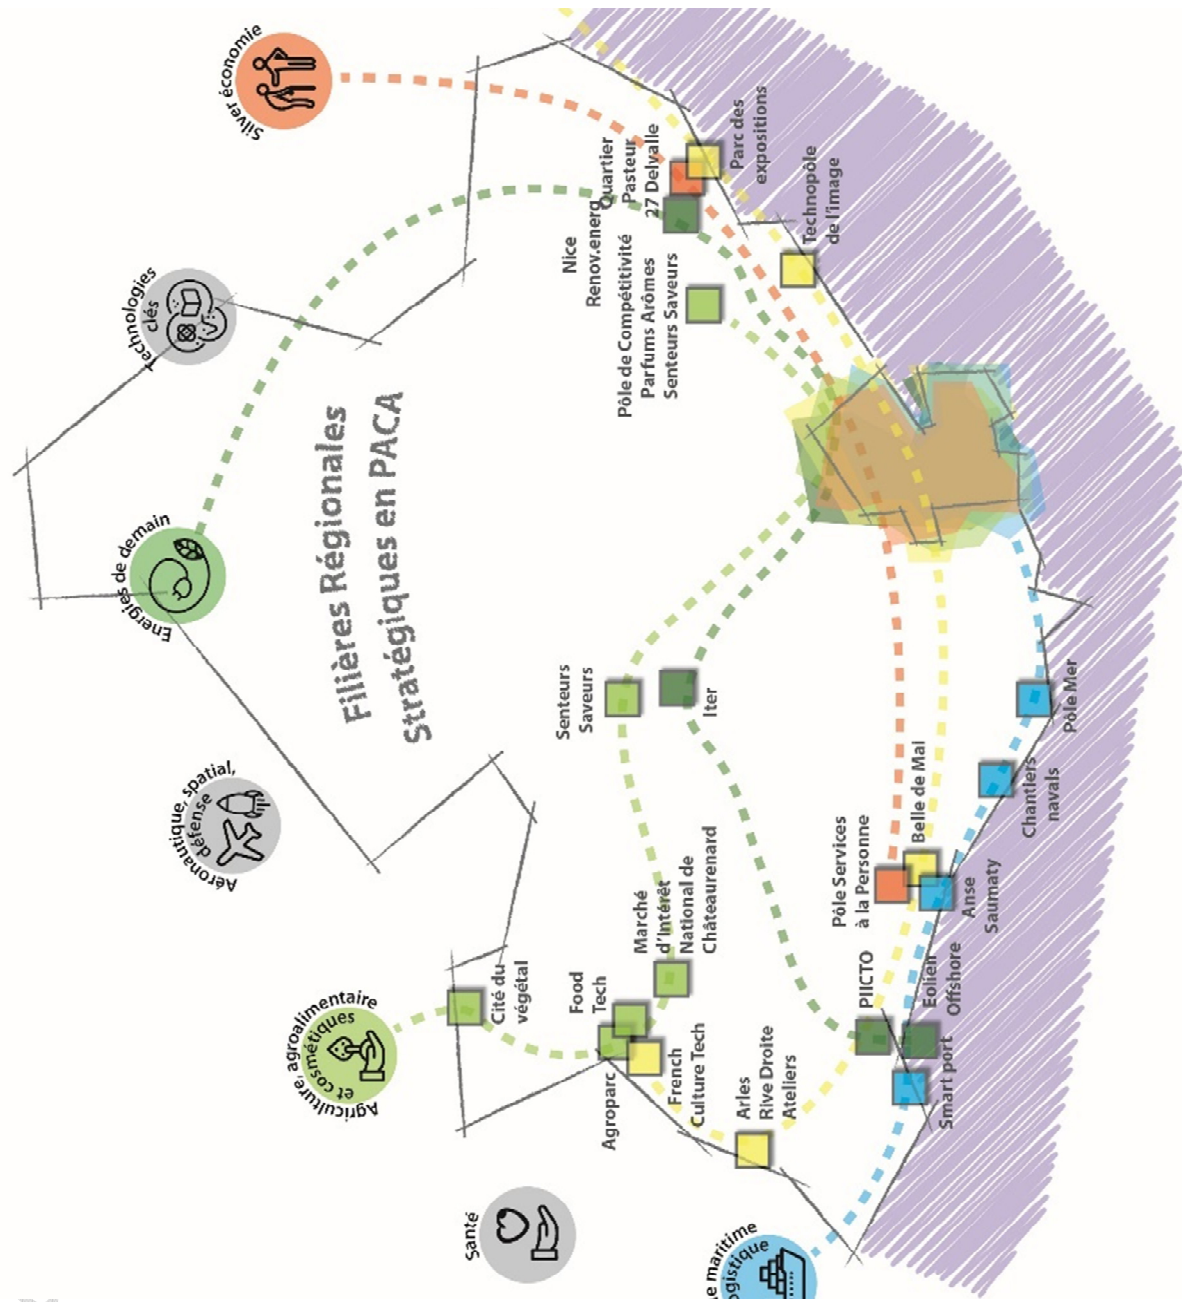 Filières Régionales
Stratégiques en PACA
Silver économie
Technologies
clés
Energies de demain
Aéronautique, spatial,
défense
Agriculture, agroalimentaire
et cosmétiques
Santé
maritime
Quartier
Pasteur
27 Delvalle
Parc des
expositions
Technopôle
de l'image
Nice
Renov.energ
Pôle de Compétitivité
Parfums Arômes
Senteurs Saveurs
Senteurs
Saveurs
Iter
Pôle Mer
Chantiers
navals
Belle de Mai
Pôle Services
à la Personne
Anse
Saumaty
Marché
d'Intérêt
National de
Châteaurenard
Cité du
végétal
Food
Tech
Agroparc
French
Culture Tech
Arles
Rive Droite
Ateliers
PIICTO
Eolien
Offshore
Smart port